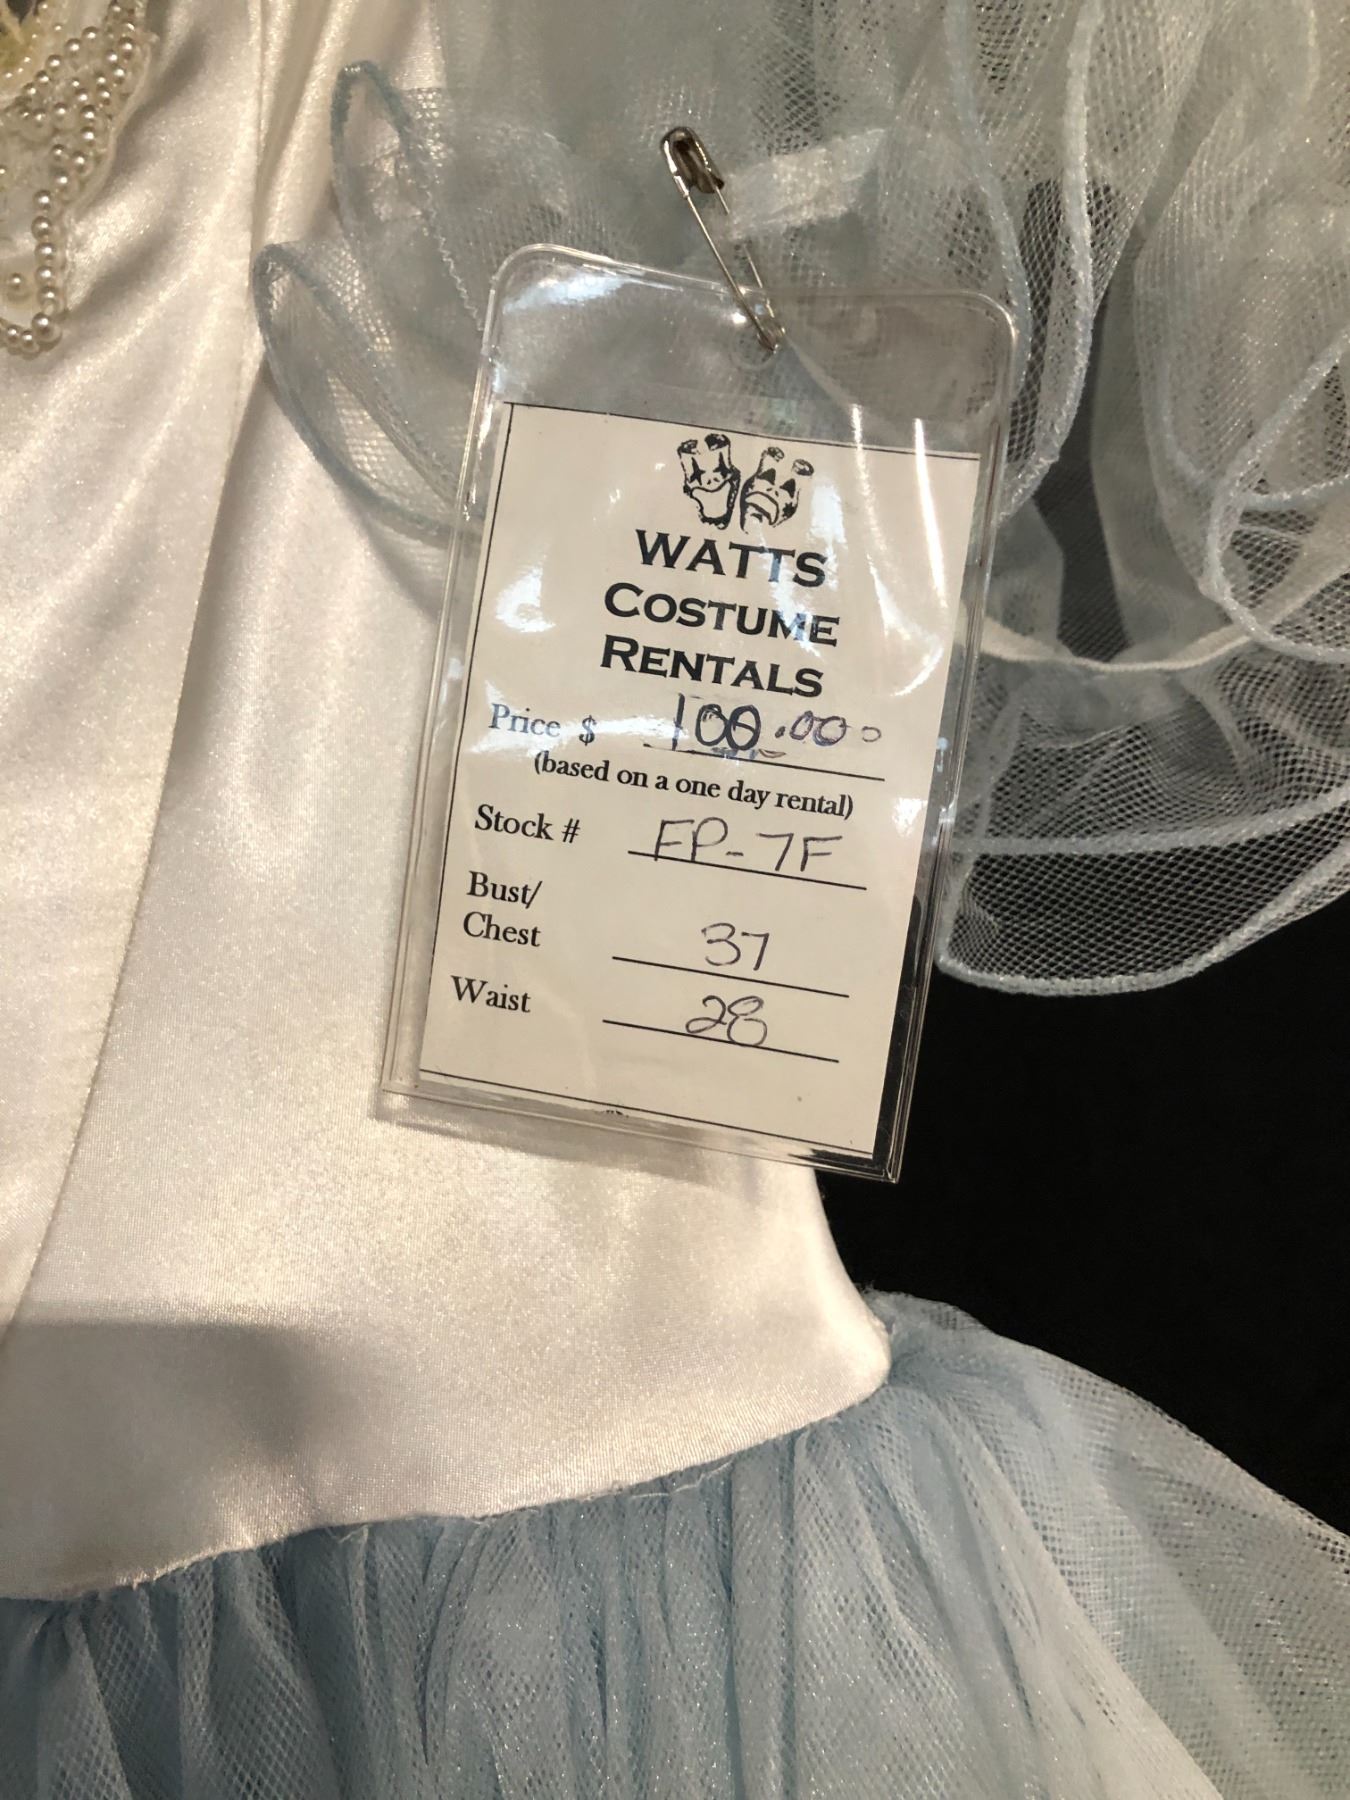 WATTS
COSTUME
RENTALS
Price $ 100.00
(based on a one day rental)
Stock # FP-7F
Bust/
Chest 37
Waist 28